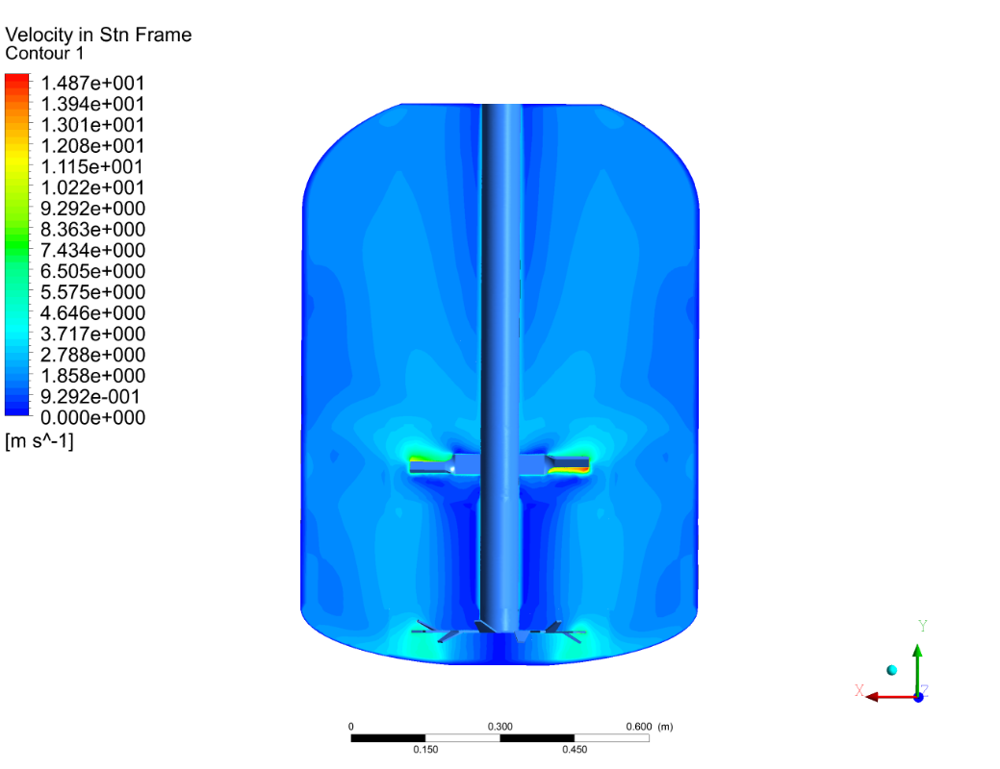 Velocity in Stn Frame
Contour 1
1.487e+001
1.394e+001
1.301e+001
1.208e+001
1.115e+001
1.022e+001
9.292e+000
8.363e+000
7.434e+000
6.505e+000
5.575e+000
4.646e+000
3.717e+000
2.788e+000
1.858e+000
9.292e-001
0.000e+000
[m s^-1]
Y
X
Z
0 0.300 0.600 (m)
0.150 0.450